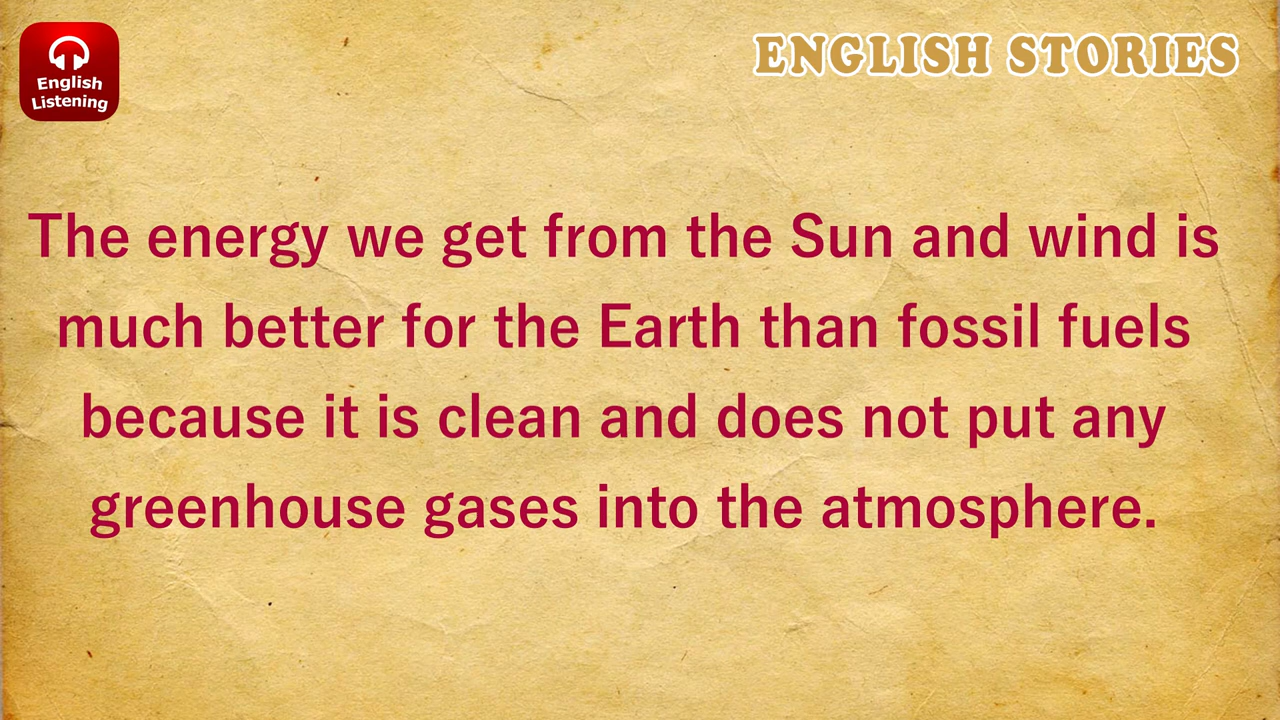 English
Listening
ENGLISH STORIES
The energy we get from the Sun and wind is
much better for the Earth than fossil fuels
because it is clean and does not put any
greenhouse gases into the atmosphere.